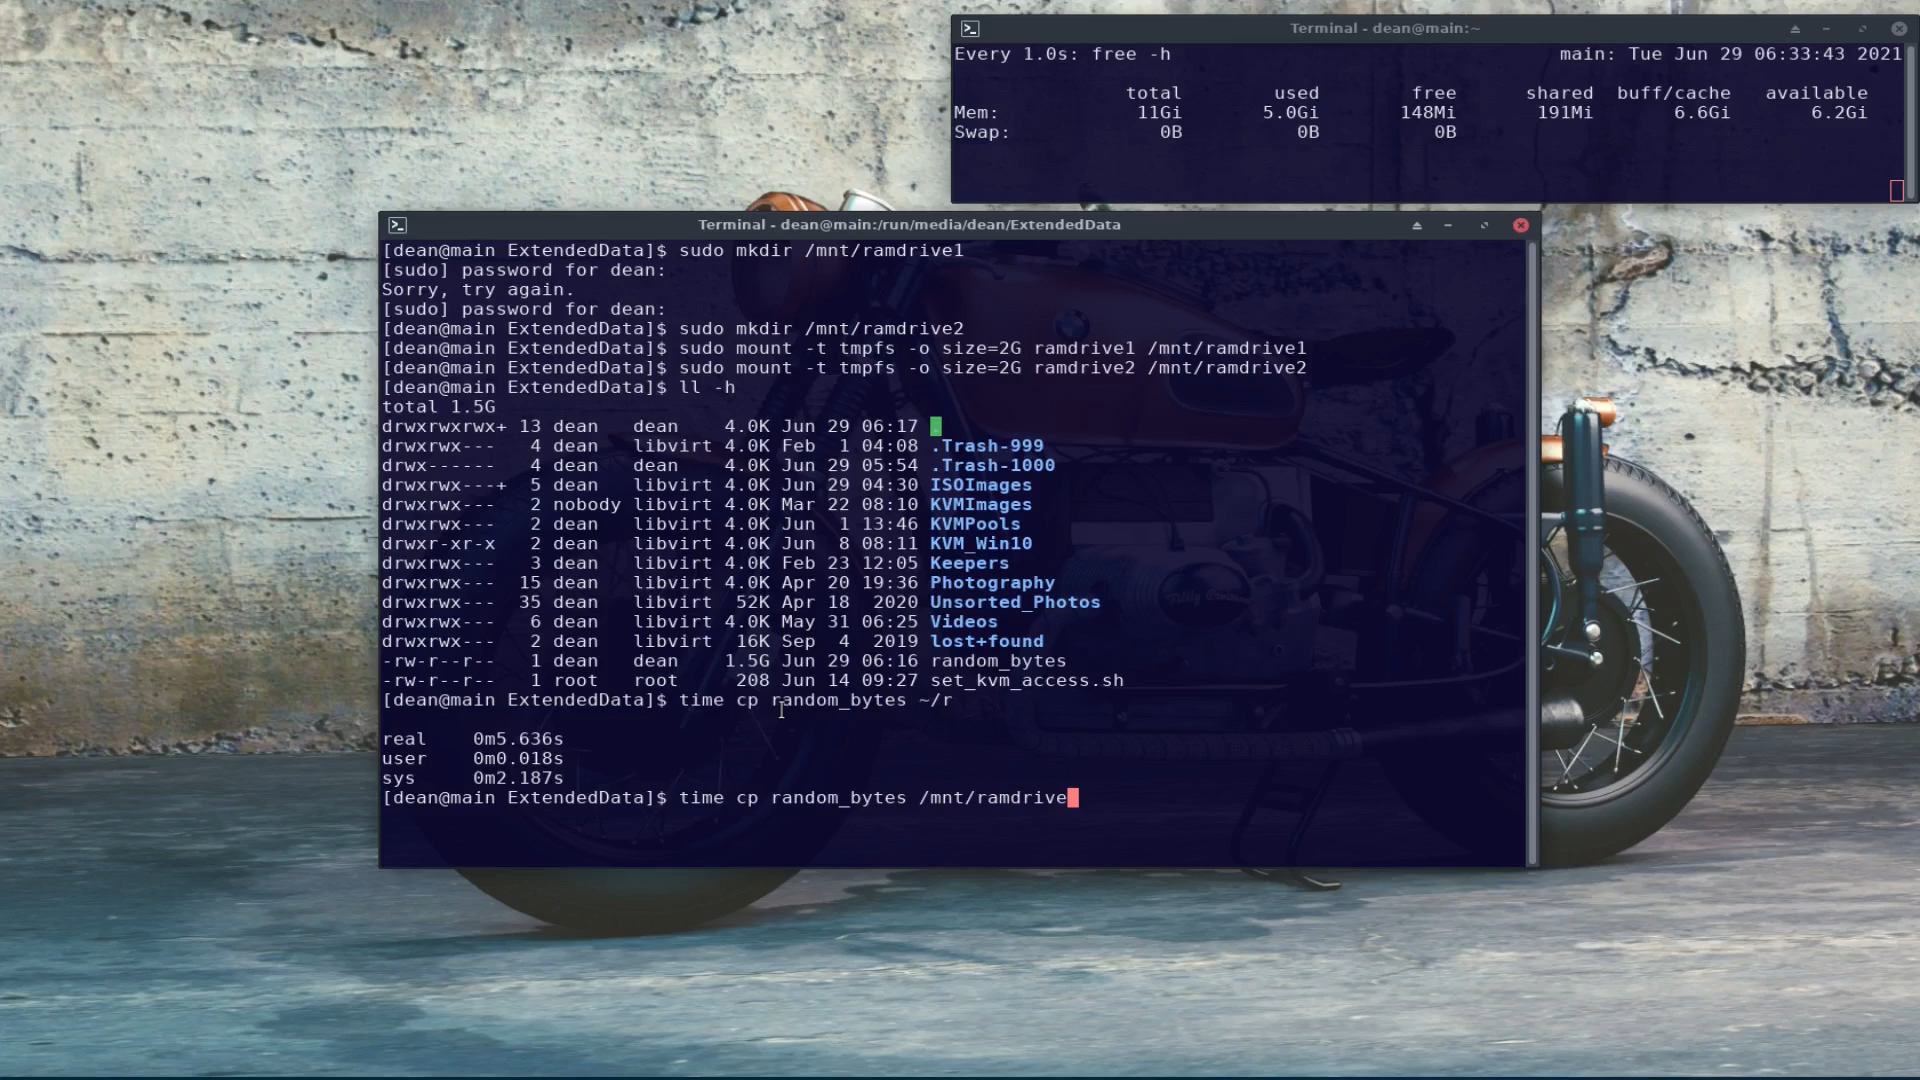 Terminal - dean@main:~
Every 1.0s: free -h main: Tue Jun 29 06:33:43 2021
total used free shared buff/cache available
Mem: 11Gi 5.0Gi 148Mi 191Mi 6.6Gi 6.2Gi
Swap: 0B 0B 0B
Terminal - dean@main:/run/media/dean/ExtendedData
[dean@main ExtendedData]$ sudo mkdir /mnt/ramdrive1
[sudo] password for dean:
Sorry, try again.
[sudo] password for dean:
[dean@main ExtendedData]$ sudo mkdir /mnt/ramdrive2
[dean@main ExtendedData]$ sudo mount -t tmpfs -o size=2G ramdrive1 /mnt/ramdrive1
[dean@main ExtendedData]$ sudo mount -t tmpfs -o size=2G ramdrive2 /mnt/ramdrive2
[dean@main ExtendedData]$ ll -h
total 1.5G
drwxrwxrwx+ 13 dean dean 4.0K Jun 29 06:17 .
drwxrwx--- 4 dean libvirt 4.0K Feb 1 04:08 .Trash-999
drwx------ 4 dean dean 4.0K Jun 29 05:54 .Trash-1000
drwxrwx---+ 5 dean libvirt 4.0K Jun 29 04:30 ISOImages
drwxrwx--- 2 nobody libvirt 4.0K Mar 22 08:10 KVMImages
drwxrwx--- 2 dean libvirt 4.0K Jun 1 13:46 KVMPools
drwxr-xr-x 2 dean libvirt 4.0K Jun 8 08:11 KVM_Win10
drwxrwx--- 3 dean libvirt 4.0K Feb 23 12:05 Keepers
drwxrwx--- 15 dean libvirt 4.0K Apr 20 19:36 Photography
drwxrwx--- 35 dean libvirt 52K Apr 18 2020 Unsorted_Photos
drwxrwx--- 6 dean libvirt 4.0K May 31 06:25 Videos
drwxrwx--- 2 dean libvirt 16K Sep 4 2019 lost+found
-rw-r--r-- 1 dean dean 1.5G Jun 29 06:16 random_bytes
-rw-r--r-- 1 root root 208 Jun 14 09:27 set_kvm_access.sh
[dean@main ExtendedData]$ time cp random_bytes ~/r
real 0m5.636s
user 0m0.018s
sys 0m2.187s
[dean@main ExtendedData]$ time cp random_bytes /mnt/ramdrive